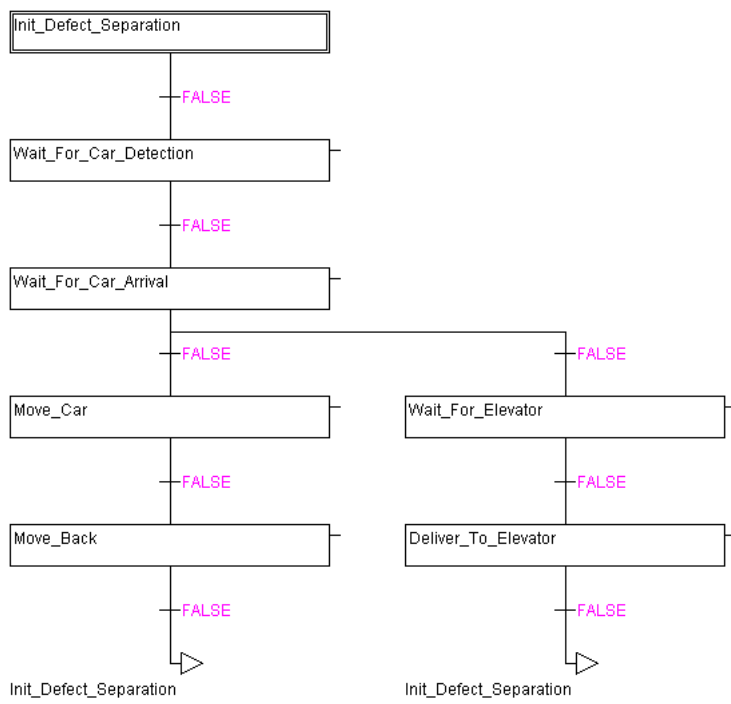 Init_Defect_Separation
FALSE
Wait_For_Car_Detection
FALSE
Wait_For_Car_Arrival
FALSE
FALSE
Move_Car
Wait_For_Elevator
FALSE
FALSE
Move_Back
Deliver_To_Elevator
FALSE
FALSE
Init_Defect_Separation
Init_Defect_Separation